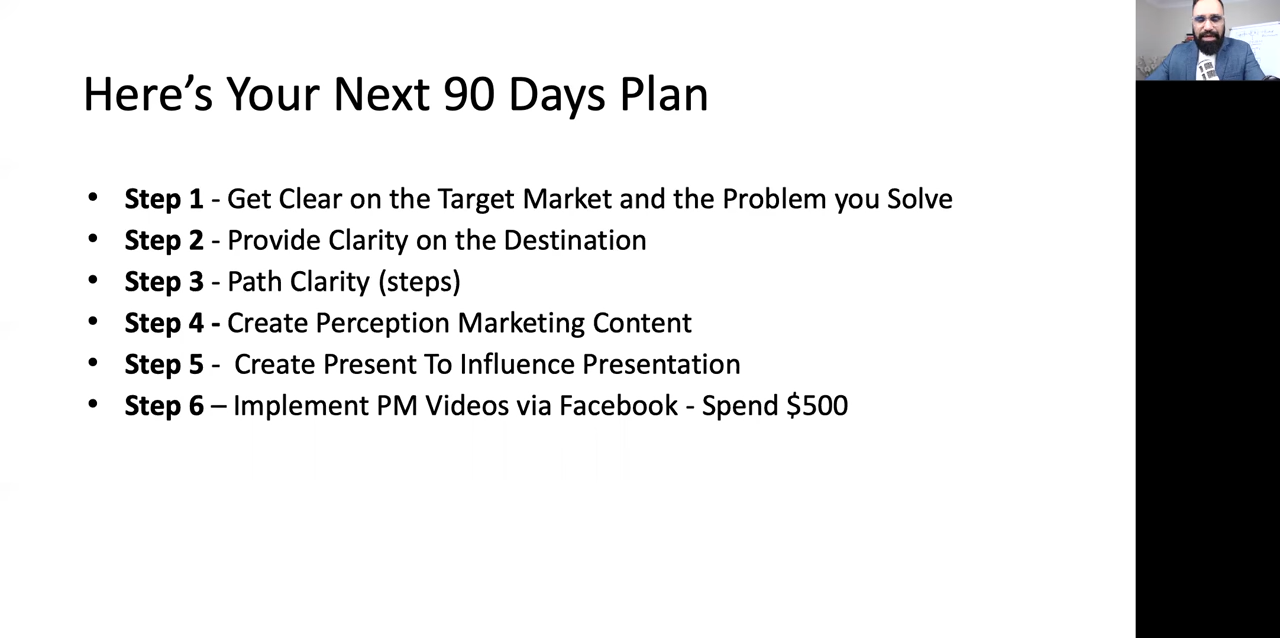 Here’s Your Next 90 Days Plan
• Step 1 - Get Clear on the Target Market and the Problem you Solve
• Step 2 - Provide Clarity on the Destination
• Step 3 - Path Clarity (steps)
• Step 4 - Create Perception Marketing Content
• Step 5 -  Create Present To Influence Presentation
• Step 6 – Implement PM Videos via Facebook - Spend $500